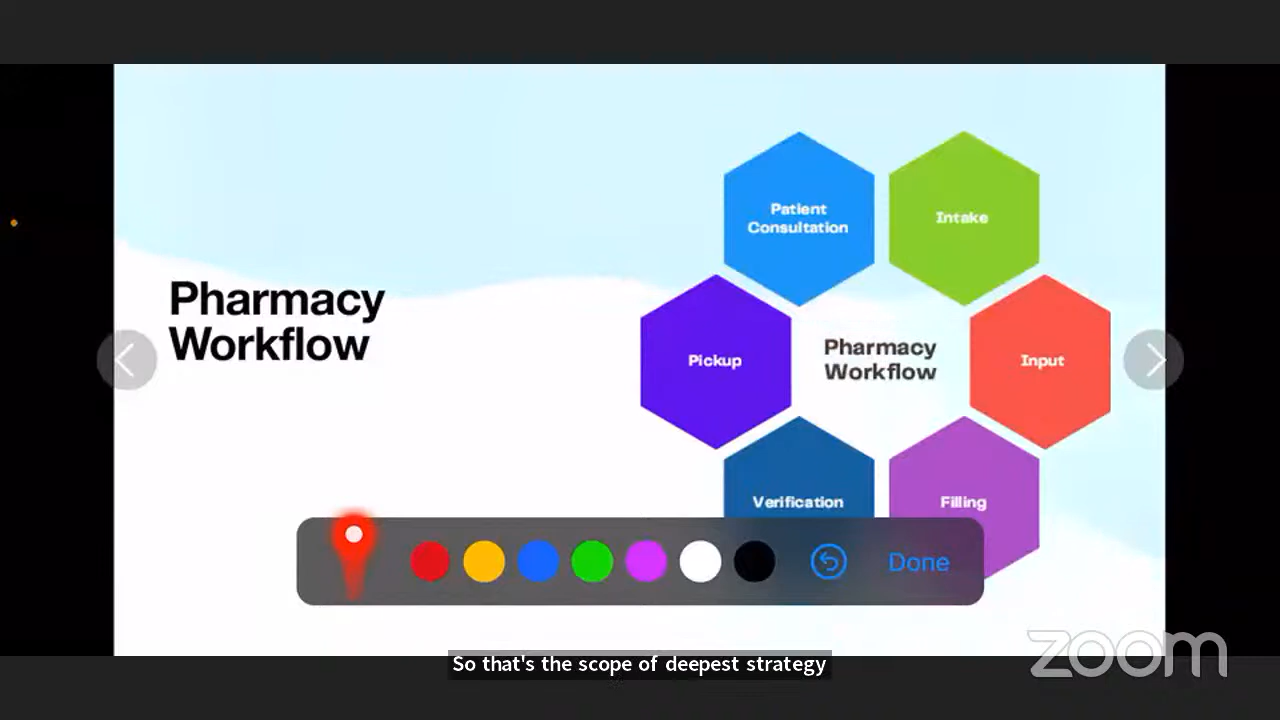 Pharmacy
Workflow
Patient
Consultation
Intake
Pickup
Pharmacy
Workflow
Input
Verification
Filling
Done
zoom
So that's the scope of deepest strategy